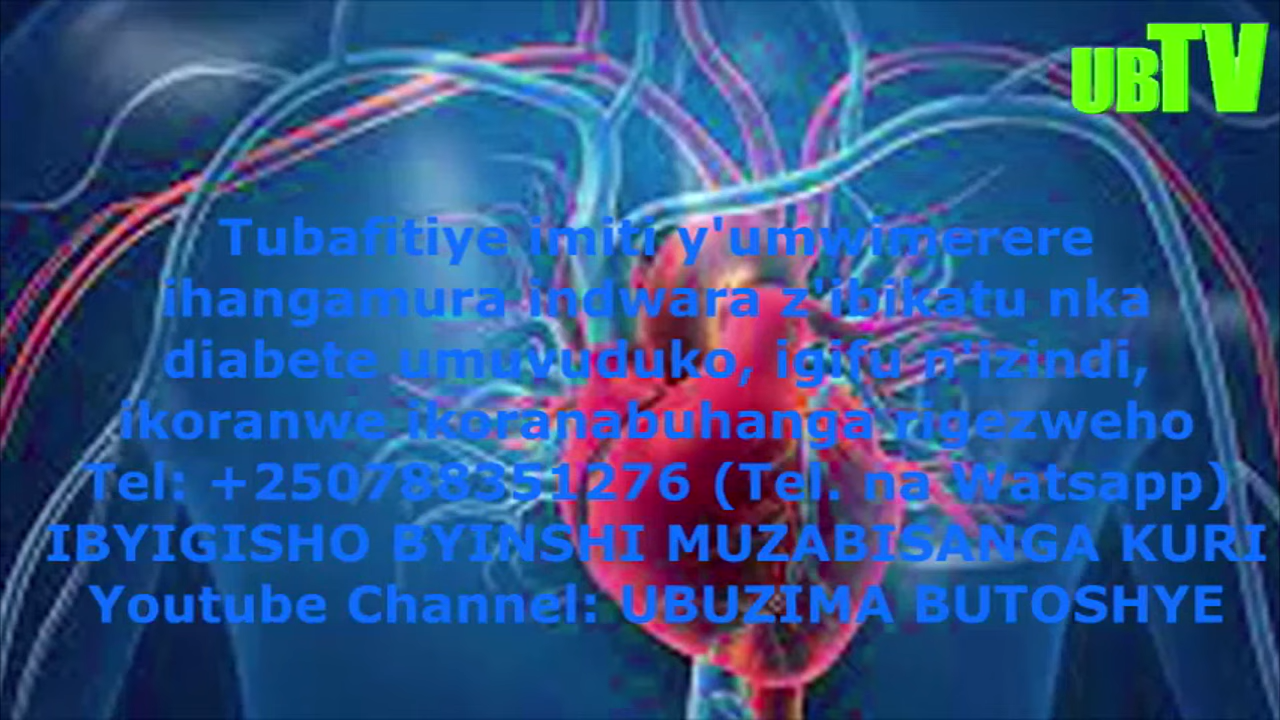 UBTV
Tubafitiye imiti y'umwimerere
ihangamura indwara z'ibikatu nka
diabete umuvuduko, igifu n'izindi,
ikoranwe ikoranabuhanga rigezweho
Tel: +250788351276 (Tel. na Watsapp)
IBYIGISHO BYINSHI MUZABISANGA KURI
Youtube Channel: UBUZIMA BUTOSHYE